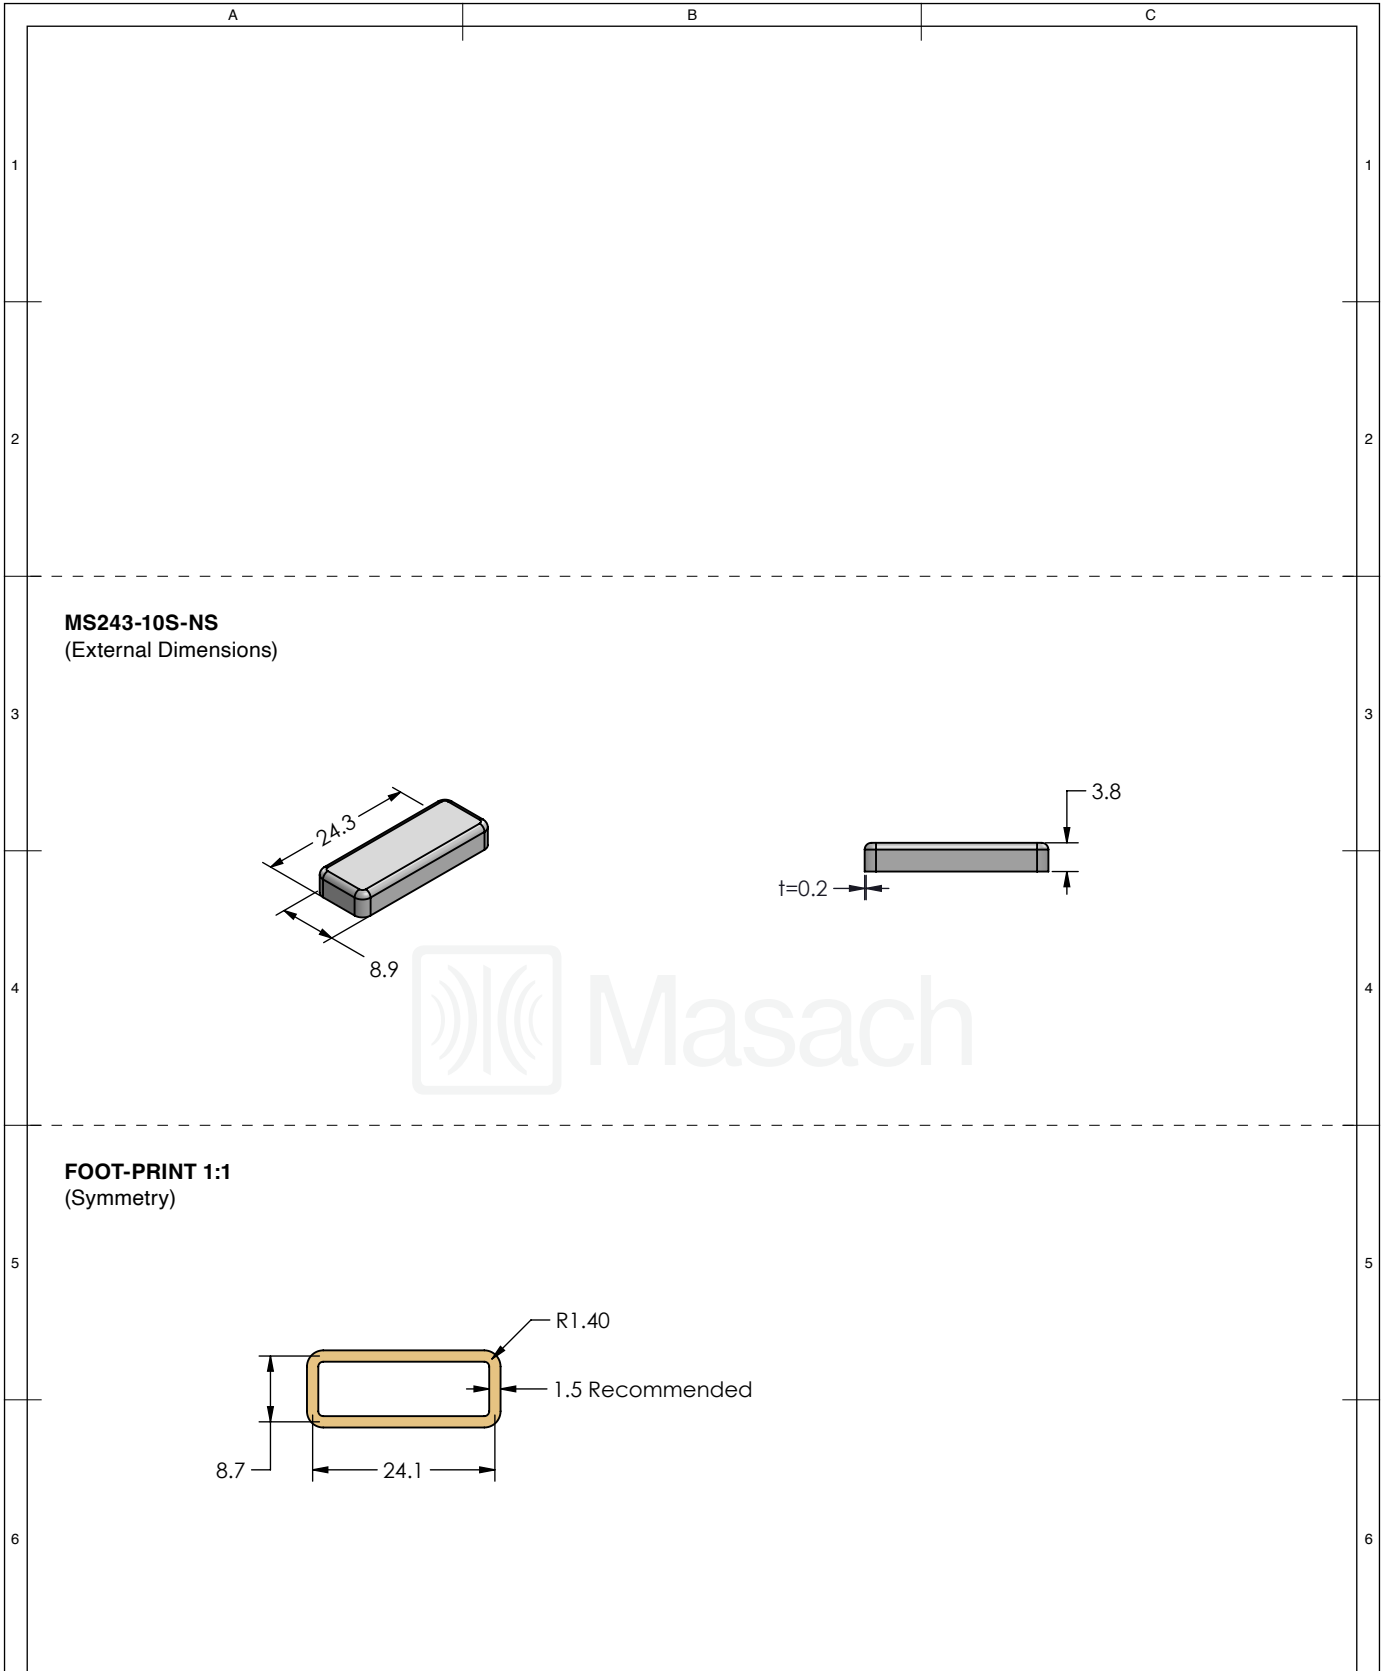 A B C
1 1
2 2
MS243-10S-NS
(External Dimensions)
3 3
24.3
3.8
t=0.2
8.9
Masach
4 4
FOOT-PRINT 1:1
(Symmetry)
5 5
R1.40
1.5 Recommended
8.7
24.1
6 6